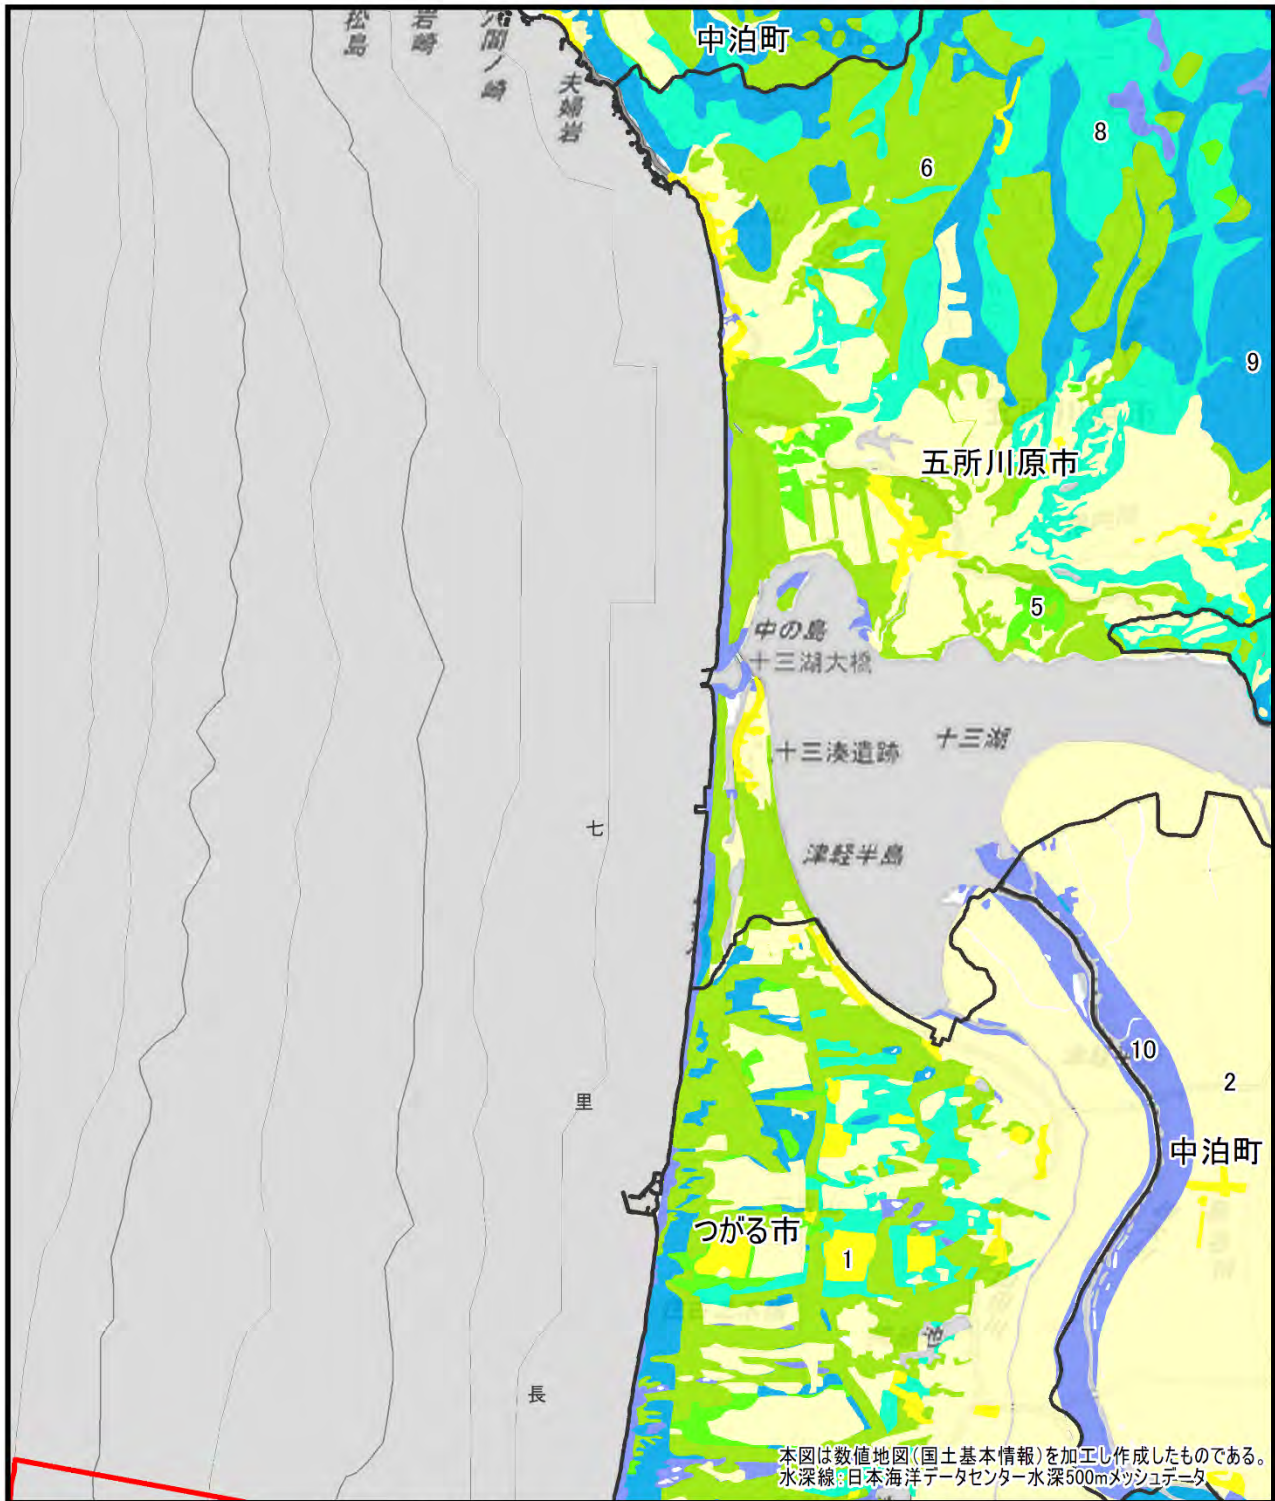 松島
岩崎
穴間ノ崎
夫婦岩
中泊町
8
6
9
五所川原市
5
中の島
十三湖大橋
十三湊遺跡
十三湖
七
津軽半島
10
2
里
中泊町
つがる市
1
池
長
本図は数値地図(国土基本情報)を加工し作成したものである。
水深線:日本海洋データセンター水深500mメッシュデータ